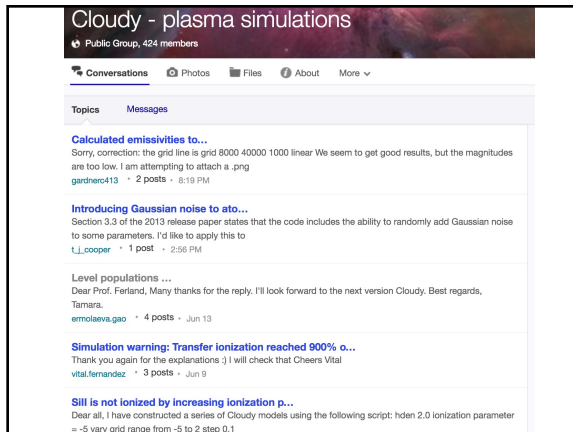 Cloudy - plasma simulations
Public Group, 424 members
Conversations Photos Files About More
Topics Messages
Calculated emissivities to...
Sorry, correction: the grid line is grid 8000 40000 1000 linear We seem to get good results, but the magnitudes
are too low. I am attempting to attach a .png
gardnerc413 • 2 posts • 8:19 PM
Introducing Gaussian noise to ato...
Section 3.3 of the 2013 release paper states that the code includes the ability to randomly add Gaussian noise
to some parameters. I'd like to apply this to
t_j_cooper • 1 post • 2:56 PM
Level populations ...
Dear Prof. Ferland, Many thanks for the reply. I'll look forward to the next version Cloudy. Best regards,
Tamara.
ermolaeva.gao • 4 posts • Jun 13
Simulation warning: Transfer ionization reached 900% o...
Thank you again for the explanations :) I will check that Cheers Vital
vital.fernandez • 3 posts • Jun 9
SiII is not ionized by increasing ionization p...
Dear all, I have constructed a series of Cloudy models using the following script: hden 2.0 ionization parameter
= -5 vary grid range from -5 to 2 step 0.1